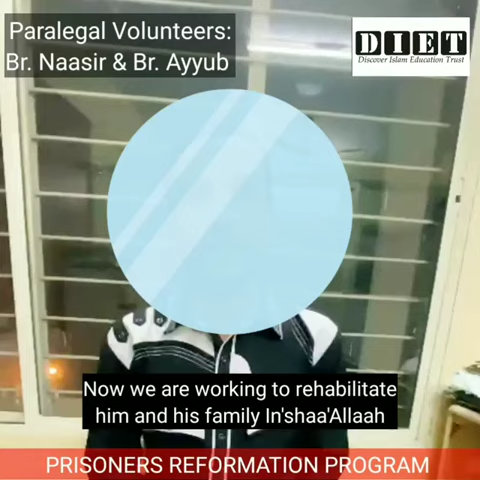 Paralegal Volunteers:
Br. Naasir & Br. Ayyub
DIET
Discover Islam Education Trust
Now we are working to rehabilitate
him and his family In'shaa'Allaah
PRISONERS REFORMATION PROGRAM